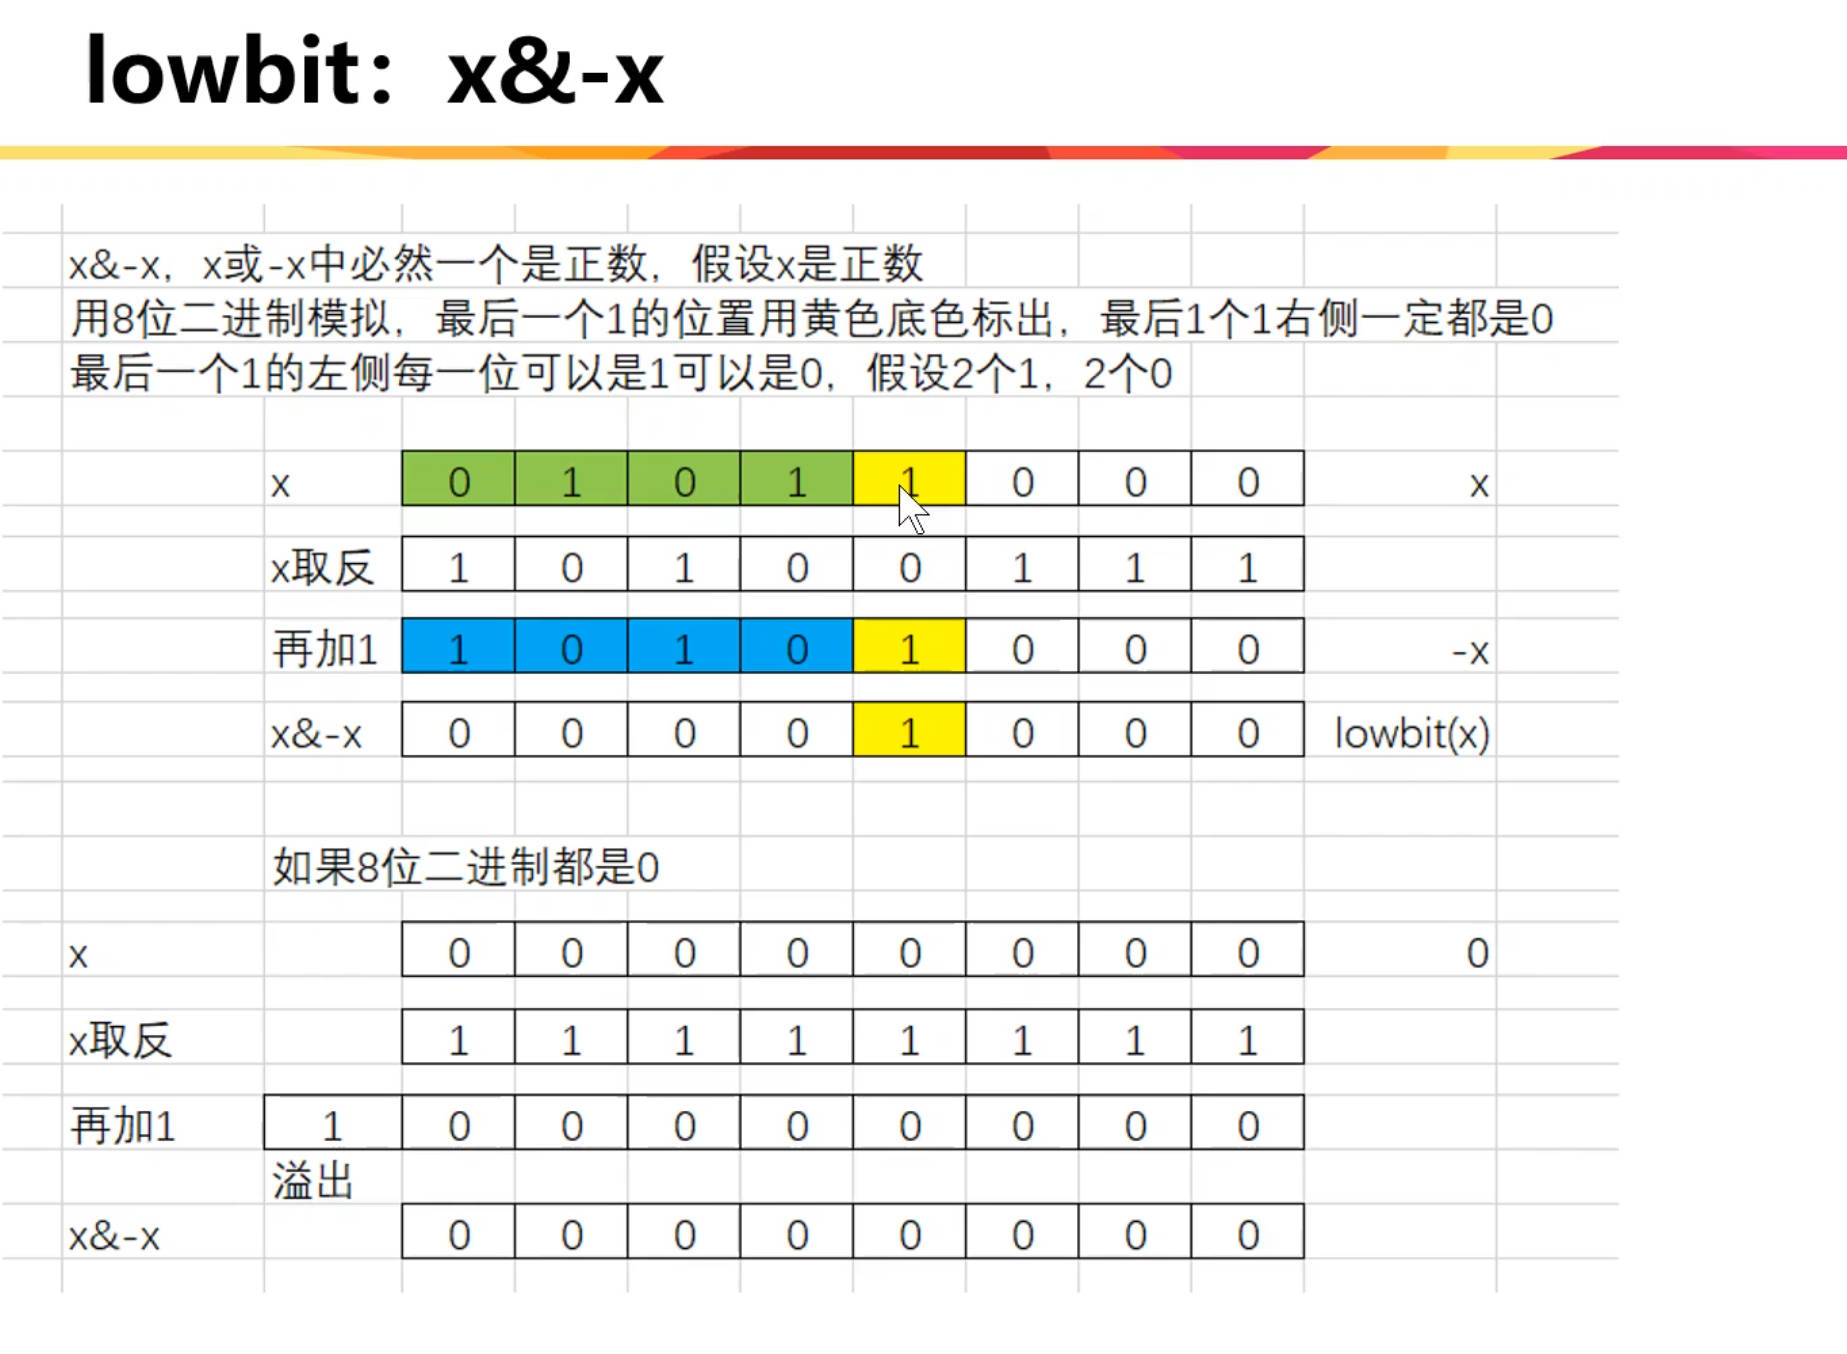 lowbit：x&-x
x&-x，x或-x中必然一个是正数，假设x是正数
用8位二进制模拟，最后一个1的位置用黄色底色标出，最后1个1右侧一定都是0
最后一个1的左侧每一位可以是1可以是0，假设2个1，2个0
x 0 1 0 1 1 0 0 0 x
x取反 1 0 1 0 0 1 1 1
再加1 1 0 1 0 1 0 0 0 -x
x&-x 0 0 0 0 1 0 0 0 lowbit(x)
如果8位二进制都是0
x 0 0 0 0 0 0 0 0 0
x取反 1 1 1 1 1 1 1 1
再加1 1 0 0 0 0 0 0 0 0
溢出
x&-x 0 0 0 0 0 0 0 0